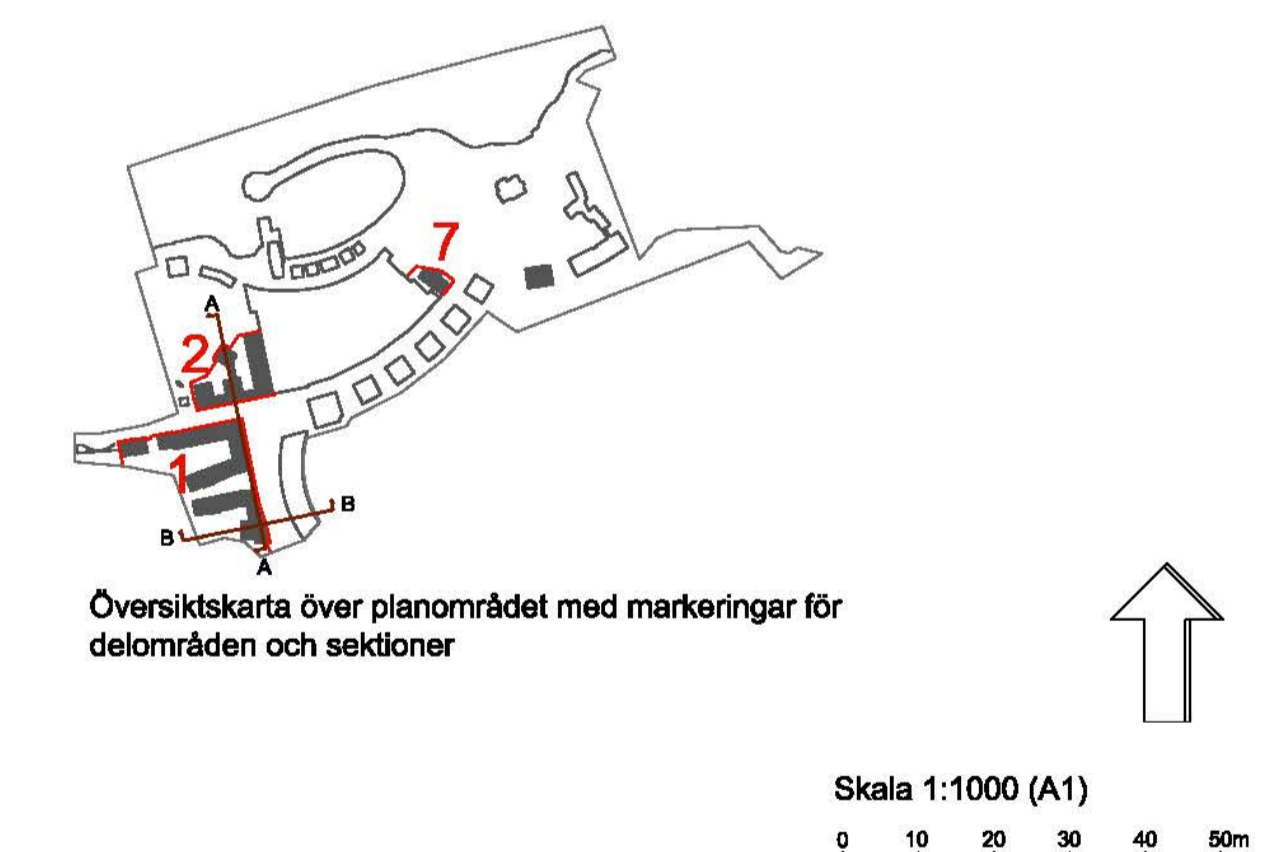 7
A
2
1
B
B
A
Översiktskarta över planområdet med markeringar för
delområden och sektioner
Skala 1:1000 (A1)
0 10 20 30 40 50m